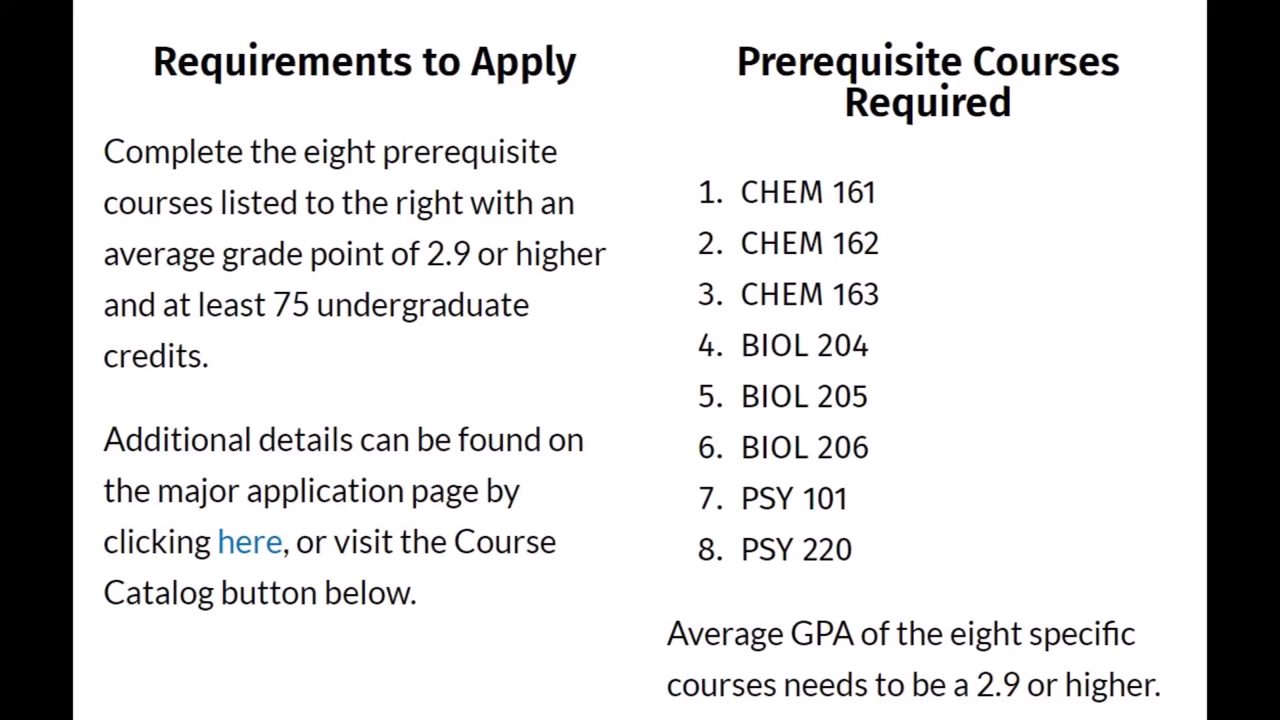 Requirements to Apply
Complete the eight prerequisite
courses listed to the right with an
average grade point of 2.9 or higher
and at least 75 undergraduate
credits.
Additional details can be found on
the major application page by
clicking here, or visit the Course
Catalog button below.
Prerequisite Courses
Required
1. CHEM 161
2. CHEM 162
3. CHEM 163
4. BIOL 204
5. BIOL 205
6. BIOL 206
7. PSY 101
8. PSY 220
Average GPA of the eight specific
courses needs to be a 2.9 or higher.